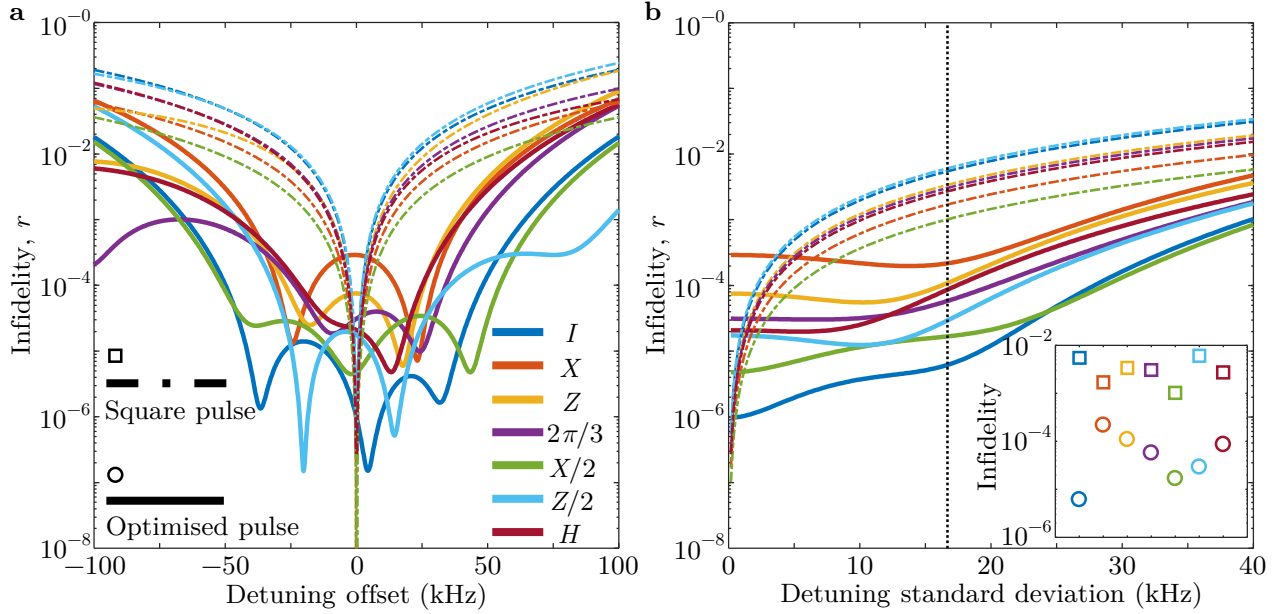 a
Infidelity, r
10^-0
10^-2
10^-4
10^-6
10^-8
−100
−50
0
50
100
Detuning offset (kHz)
Square pulse
Optimised pulse
I
X
Z
2π/3
X/2
Z/2
H
b
Infidelity, r
10^-0
10^-2
10^-4
10^-6
10^-8
0
10
20
30
40
Detuning standard deviation (kHz)
Infidelity
10^-2
10^-4
10^-6